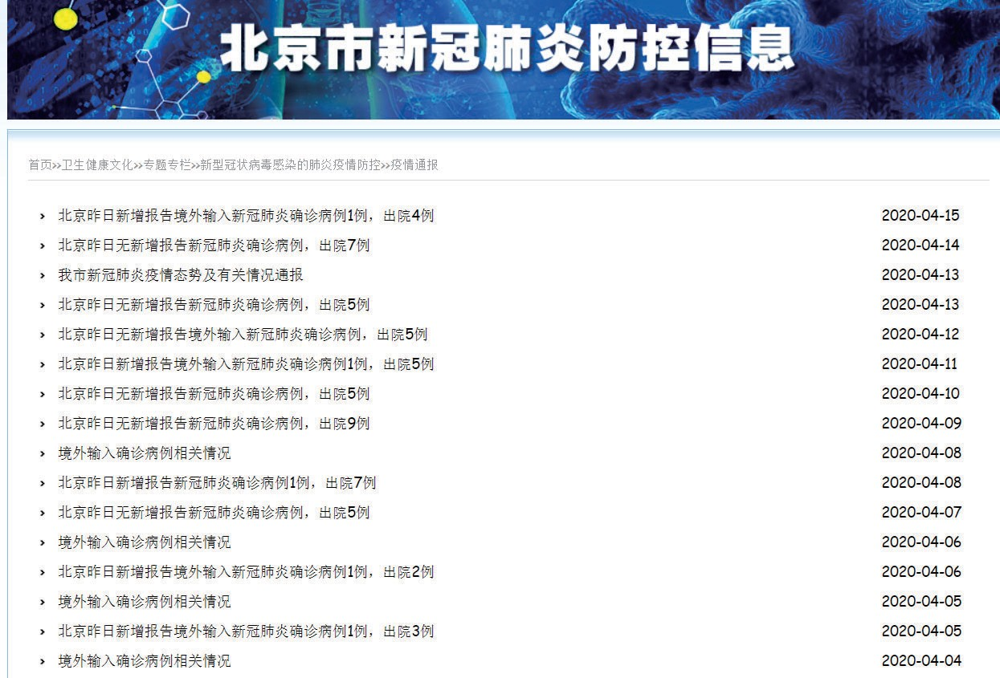 北京市新冠肺炎防控信息
首页>>卫生健康文化>>专题专栏>>新型冠状病毒感染的肺炎疫情防控>>疫情通报
北京昨日新增报告境外输入新冠肺炎确诊病例1例，出院4例 2020-04-15
北京昨日无新增报告新冠肺炎确诊病例，出院7例 2020-04-14
我市新冠肺炎疫情态势及有关情况通报 2020-04-13
北京昨日无新增报告新冠肺炎确诊病例，出院5例 2020-04-13
北京昨日无新增报告境外输入新冠肺炎确诊病例，出院5例 2020-04-12
北京昨日新增报告境外输入新冠肺炎确诊病例1例，出院5例 2020-04-11
北京昨日无新增报告新冠肺炎确诊病例，出院5例 2020-04-10
北京昨日无新增报告新冠肺炎确诊病例，出院9例 2020-04-09
境外输入确诊病例相关情况 2020-04-08
北京昨日新增报告新冠肺炎确诊病例1例，出院7例 2020-04-08
北京昨日无新增报告新冠肺炎确诊病例，出院5例 2020-04-07
境外输入确诊病例相关情况 2020-04-06
北京昨日新增报告境外输入新冠肺炎确诊病例1例，出院2例 2020-04-06
境外输入确诊病例相关情况 2020-04-05
北京昨日新增报告境外输入新冠肺炎确诊病例1例，出院3例 2020-04-05
境外输入确诊病例相关情况 2020-04-04